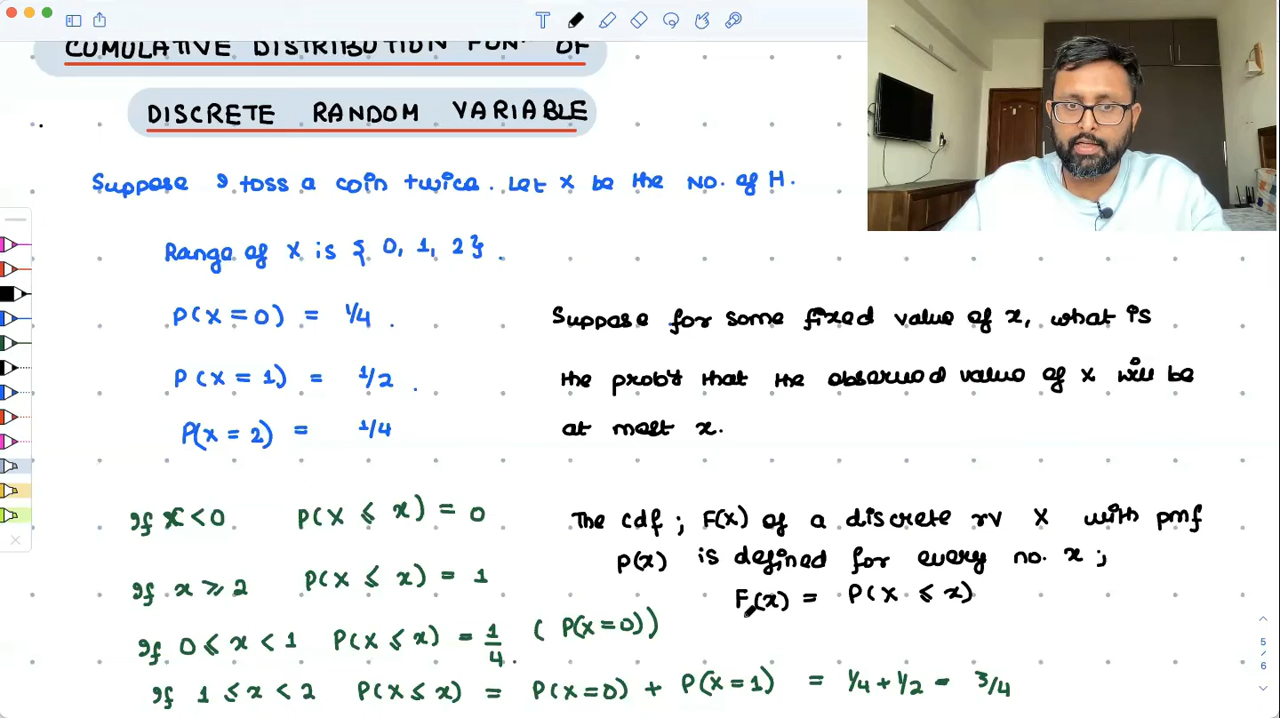 CUMULATIVE DISTRIBUTION FUNⁿ OF
DISCRETE RANDOM VARIABLE
Suppose I toss a coin twica. Let X be the No. of H.
Range of X is { 0, 1, 2 } .
P(X = 0) = 1/4 .
P(X = 1) = 1/2 .
P(X = 2) = 1/4
Suppose for some fixed value of x, what is
the prob'y that the observed value of X will be
at most x.
If x < 0 P(X ≤ x) = 0
If x ≥ 2 P(X ≤ x) = 1
If 0 ≤ x < 1 P(X ≤ x) = 1/4 ( P(X = 0))
If 1 ≤ x < 2 P(X ≤ x) = P(X = 0) + P(X = 1) = 1/4 + 1/2 = 3/4
The cdf ; F(x) of a discrete rv X with pmf
p(x) is defined for every no. x ;
F(x) = P(X ≤ x)
5/6